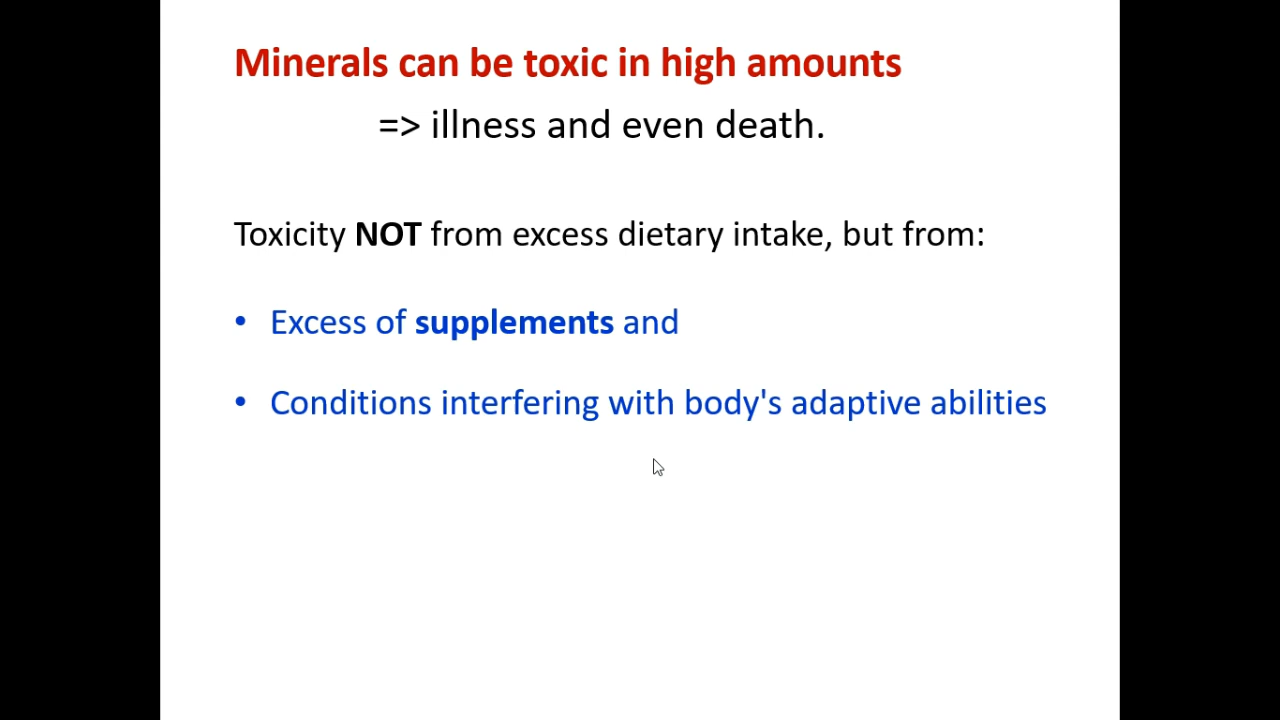 Minerals can be toxic in high amounts
=> illness and even death.
Toxicity NOT from excess dietary intake, but from:
• Excess of supplements and
• Conditions interfering with body's adaptive abilities